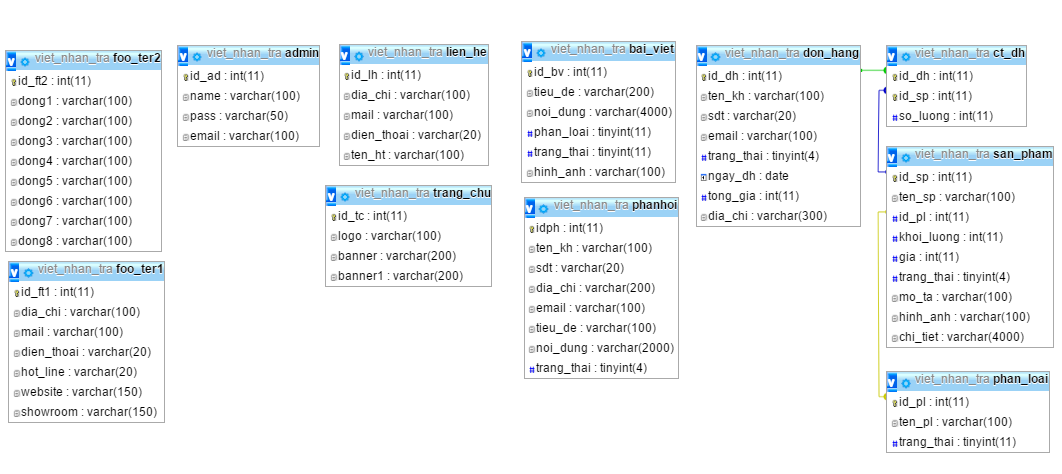 viet_nhan_tra foo_ter2
id_ft2 : int(11)
dong1 : varchar(100)
dong2 : varchar(100)
dong3 : varchar(100)
dong4 : varchar(100)
dong5 : varchar(100)
dong6 : varchar(100)
dong7 : varchar(100)
dong8 : varchar(100)
viet_nhan_tra foo_ter1
id_ft1 : int(11)
dia_chi : varchar(100)
mail : varchar(100)
dien_thoai : varchar(20)
hot_line : varchar(20)
website : varchar(150)
showroom : varchar(150)
viet_nhan_tra admin
id_ad : int(11)
name : varchar(100)
pass : varchar(50)
email : varchar(100)
viet_nhan_tra lien_he
id_lh : int(11)
dia_chi : varchar(100)
mail : varchar(100)
dien_thoai : varchar(20)
ten_ht : varchar(100)
viet_nhan_tra trang_chu
id_tc : int(11)
logo : varchar(100)
banner : varchar(200)
banner1 : varchar(200)
viet_nhan_tra bai_viet
id_bv : int(11)
tieu_de : varchar(200)
noi_dung : varchar(4000)
phan_loai : tinyint(11)
trang_thai : tinyint(11)
hinh_anh : varchar(100)
viet_nhan_tra phanhoi
idph : int(11)
ten_kh : varchar(100)
sdt : varchar(20)
dia_chi : varchar(200)
email : varchar(100)
tieu_de : varchar(100)
noi_dung : varchar(2000)
trang_thai : tinyint(4)
viet_nhan_tra don_hang
id_dh : int(11)
ten_kh : varchar(100)
sdt : varchar(20)
email : varchar(100)
trang_thai : tinyint(4)
ngay_dh : date
tong_gia : int(11)
dia_chi : varchar(300)
viet_nhan_tra ct_dh
id_dh : int(11)
id_sp : int(11)
so_luong : int(11)
viet_nhan_tra san_pham
id_sp : int(11)
ten_sp : varchar(100)
id_pl : int(11)
khoi_luong : int(11)
gia : int(11)
trang_thai : tinyint(4)
mo_ta : varchar(100)
hinh_anh : varchar(100)
chi_tiet : varchar(4000)
viet_nhan_tra phan_loai
id_pl : int(11)
ten_pl : varchar(100)
trang_thai : tinyint(11)